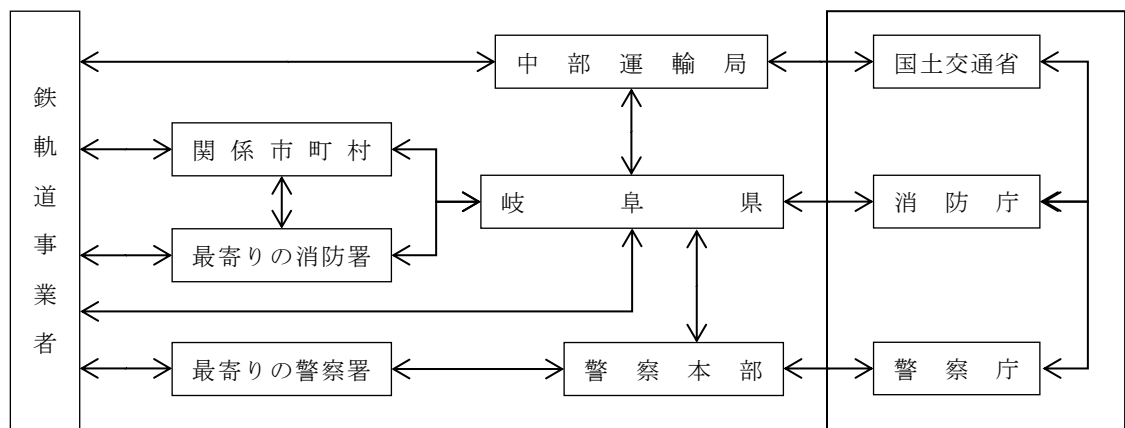 鉄軌道事業者
中部運輸局
国土交通省
関係市町村
岐阜県
消防庁
最寄りの消防署
最寄りの警察署
警察本部
警察庁